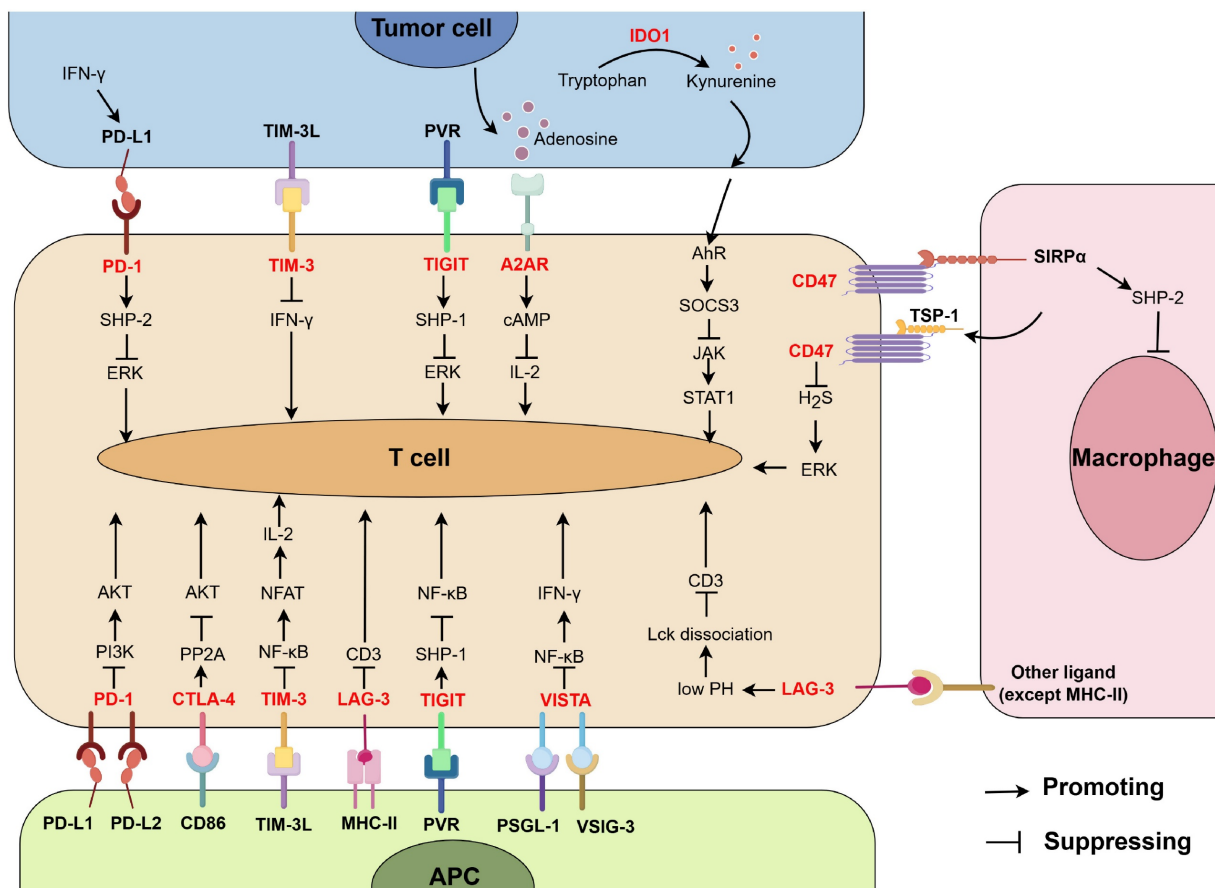 Tumor cell
IDO1
IFN-γ
Tryptophan
Kynurenine
PD-L1
TIM-3L
PVR
Adenosine
PD-1
TIM-3
TIGIT
A2AR
AhR
CD47
SIRPα
SHP-2
IFN-γ
SHP-1
cAMP
SOCS3
TSP-1
SHP-2
ERK
ERK
IL-2
JAK
CD47
STAT1
H2S
T cell
ERK
Macrophage
IL-2
AKT
AKT
NFAT
NF-κB
IFN-γ
CD3
PI3K
PP2A
NF-κB
CD3
SHP-1
NF-κB
Lck dissociation
PD-1
CTLA-4
TIM-3
LAG-3
TIGIT
VISTA
low PH
LAG-3
Other ligand
(except MHC-II)
PD-L1
PD-L2
CD86
TIM-3L
MHC-II
PVR
PSGL-1
VSIG-3
APC
Promoting
Suppressing